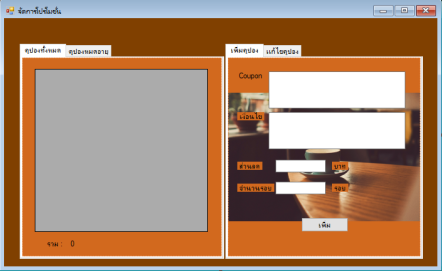 จัดการโปรโมชั่น
คูปองทั้งหมด คูปองหมดอายุ
รวม : 0
เพิ่มคูปอง แก้ไขคูปอง
Coupon
เงื่อนไข
ส่วนลด บาท
จำนวนรอบ รอบ
เพิ่ม